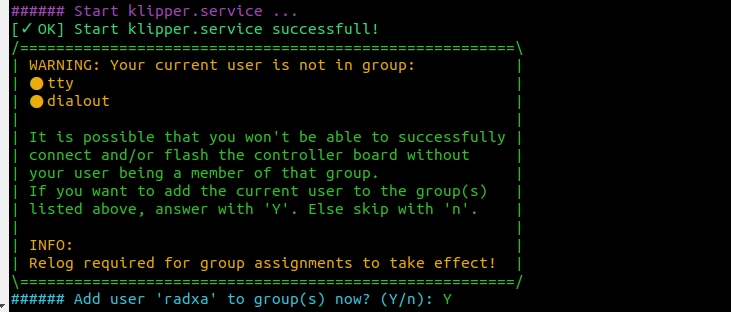 ###### Start klipper.service ...
[✓ OK] Start klipper.service successfull!
/=======================================================\
| WARNING: Your current user is not in group:           |
| ●tty                                                  |
| ●dialout                                              |
|                                                       |
| It is possible that you won't be able to successfully |
| connect and/or flash the controller board without     |
| your user being a member of that group.               |
| If you want to add the current user to the group(s)   |
| listed above, answer with 'Y'. Else skip with 'n'.    |
|                                                       |
| INFO:                                                 |
| Relog required for group assignments to take effect!  |
\=======================================================/
###### Add user 'radxa' to group(s) now? (Y/n): Y